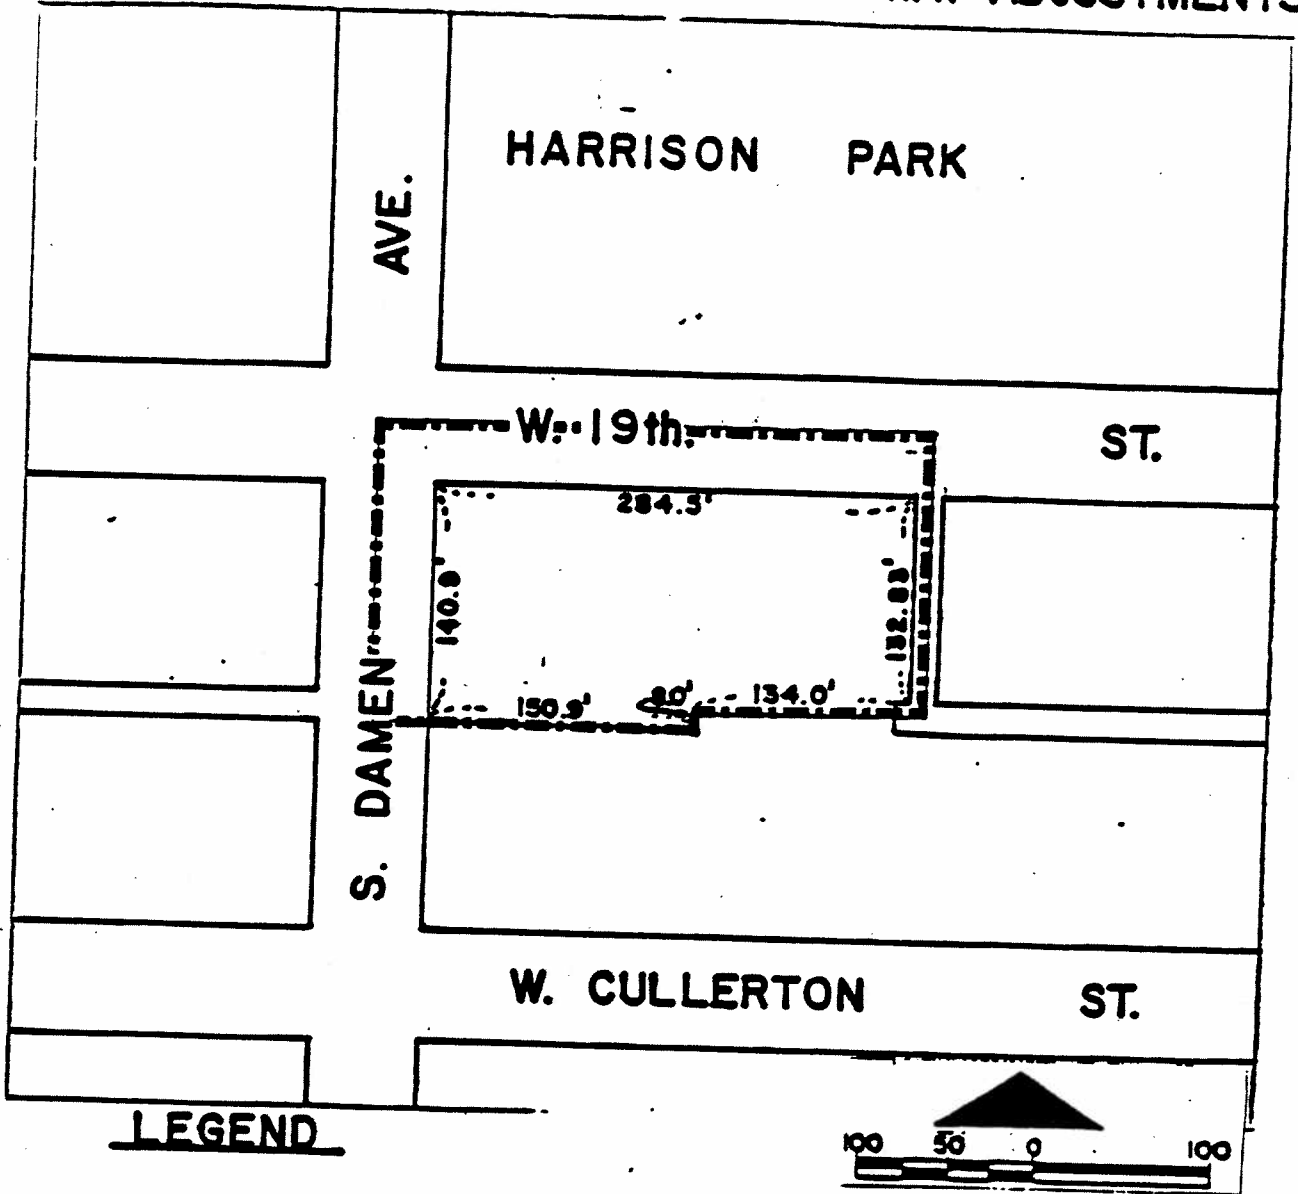 ADJUSTMENTS
HARRISON PARK
AVE.
W. 19th. ST.
284.5'
140.9'
132.83'
150.9' 134.0'
S. DAMEN
W. CULLERTON ST.
LEGEND
100 50 0 100